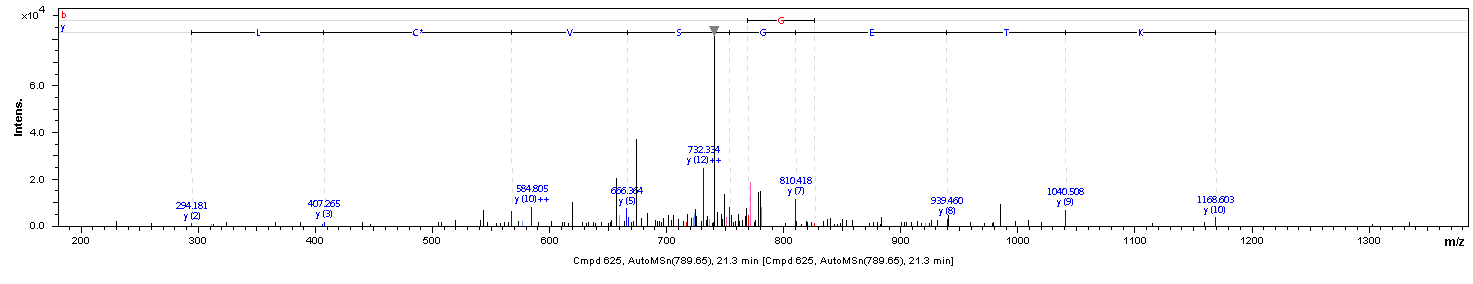 ×10⁴
b
y
G
L C* V S G E T K
6.0
4.0
2.0
0.0
Intens.
732.334
y (12)++
584.805
y (10)++
666.364
y (5)
810.418
y (7)
294.181
y (2)
407.265
y (3)
939.460
y (8)
1040.508
y (9)
1168.603
y (10)
200 300 400 500 600 700 800 900 1000 1100 1200 1300 m/z
Cmpd 625, AutoMSn(789.65), 21.3 min [Cmpd 625, AutoMSn(789.65), 21.3 min]